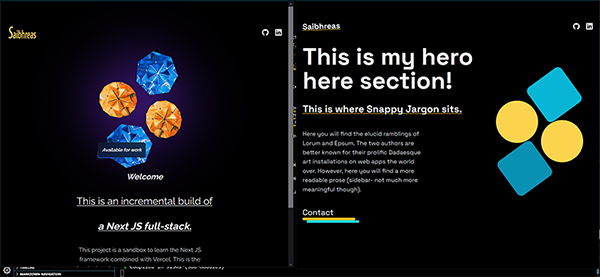 Saibhreas
Available for work
Welcome
This is an incremental build of
a Next JS full-stack.
This project is a sandbox to learn the Next JS
framework combined with Vercel. This is the
MARKDOWN NAVIGATION
Saibhreas
This is my hero
here section!
This is where Snappy Jargon sits.
Here you will find the elucid ramblings of
Lorum and Epsum. The two authors are
better known for their prolific Dadaesque
art installations on web apps the world
over. However, here you will find a more
readable prose (sidebar- not much more
meaningful though).
Contact